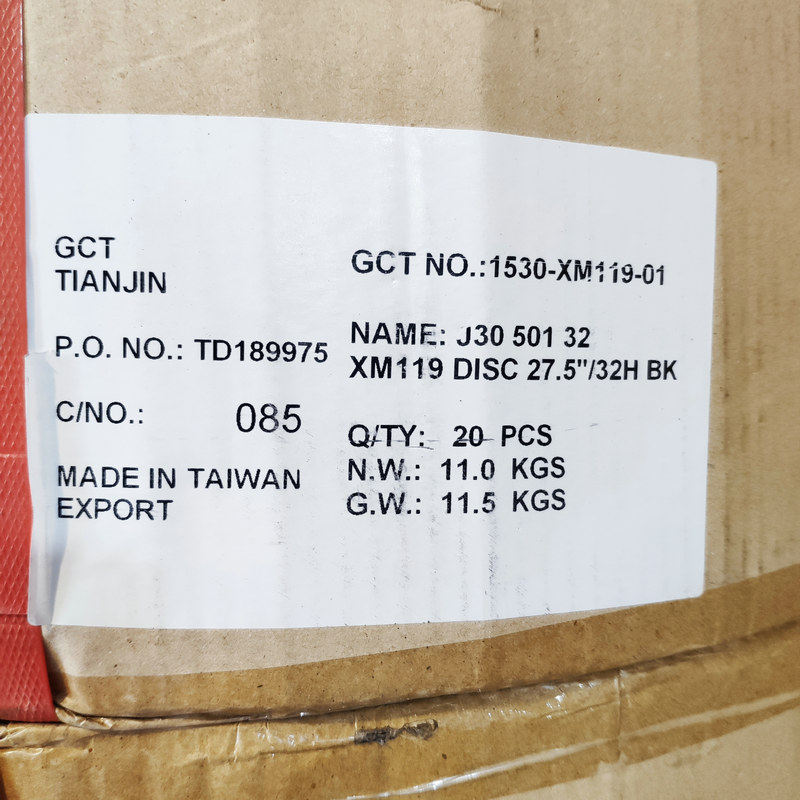 GCT
TIANJIN
P.O. NO.: TD189975
C/NO.: 085
MADE IN TAIWAN
EXPORT
GCT NO.:1530-XM119-01
NAME: J30 501 32
XM119 DISC 27.5"/32H BK
Q/TY: 20 PCS
N.W.: 11.0 KGS
G.W.: 11.5 KGS